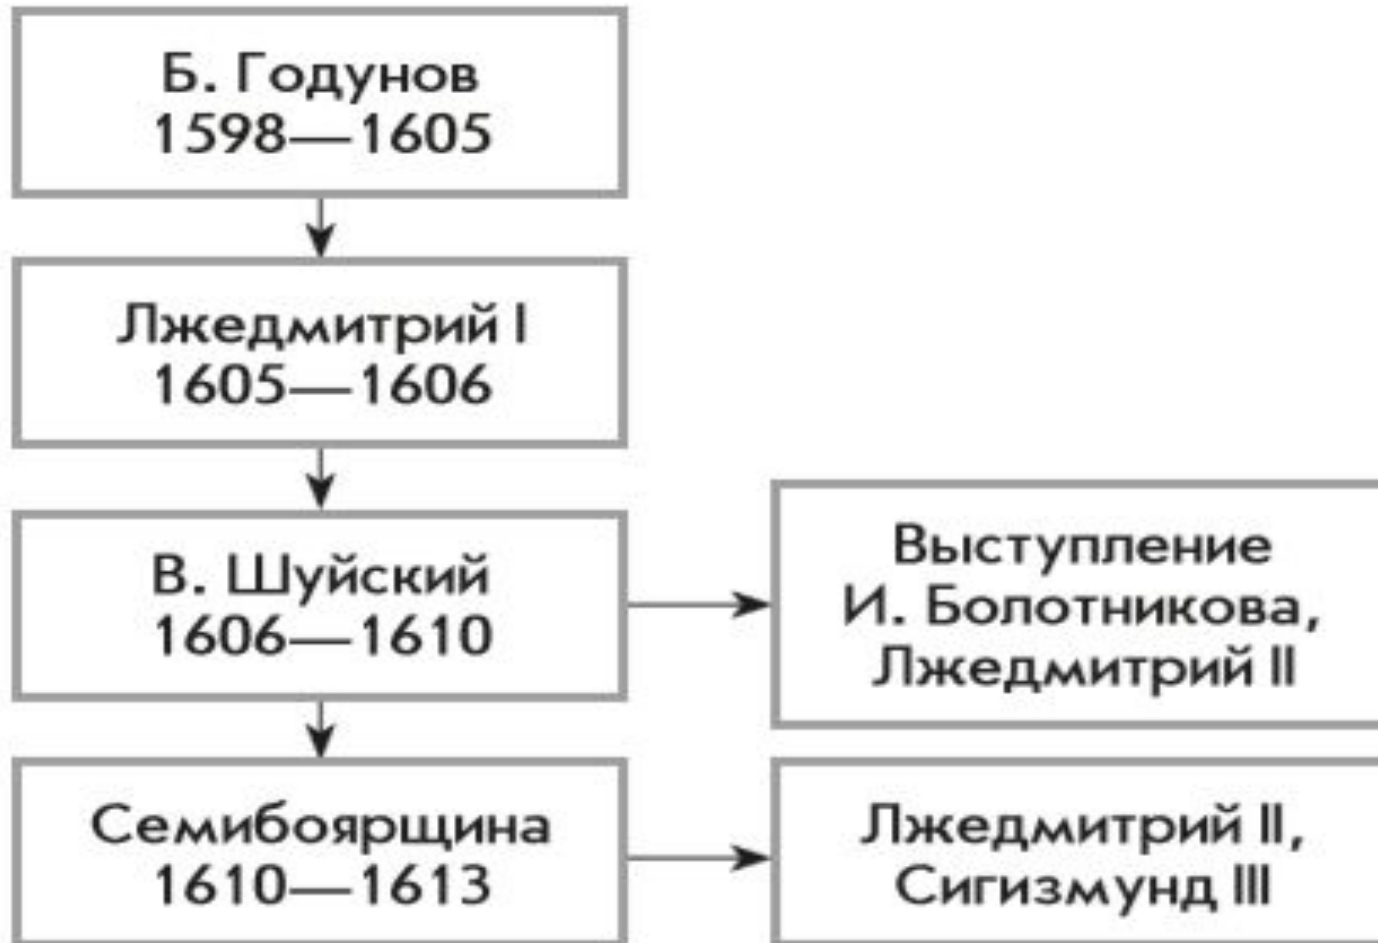 Б. Годунов
1598—1605
Лжедмитрий I
1605—1606
В. Шуйский
1606—1610
Выступление
И. Болотникова,
Лжедмитрий II
Семибоярщина
1610—1613
Лжедмитрий II,
Сигизмунд III